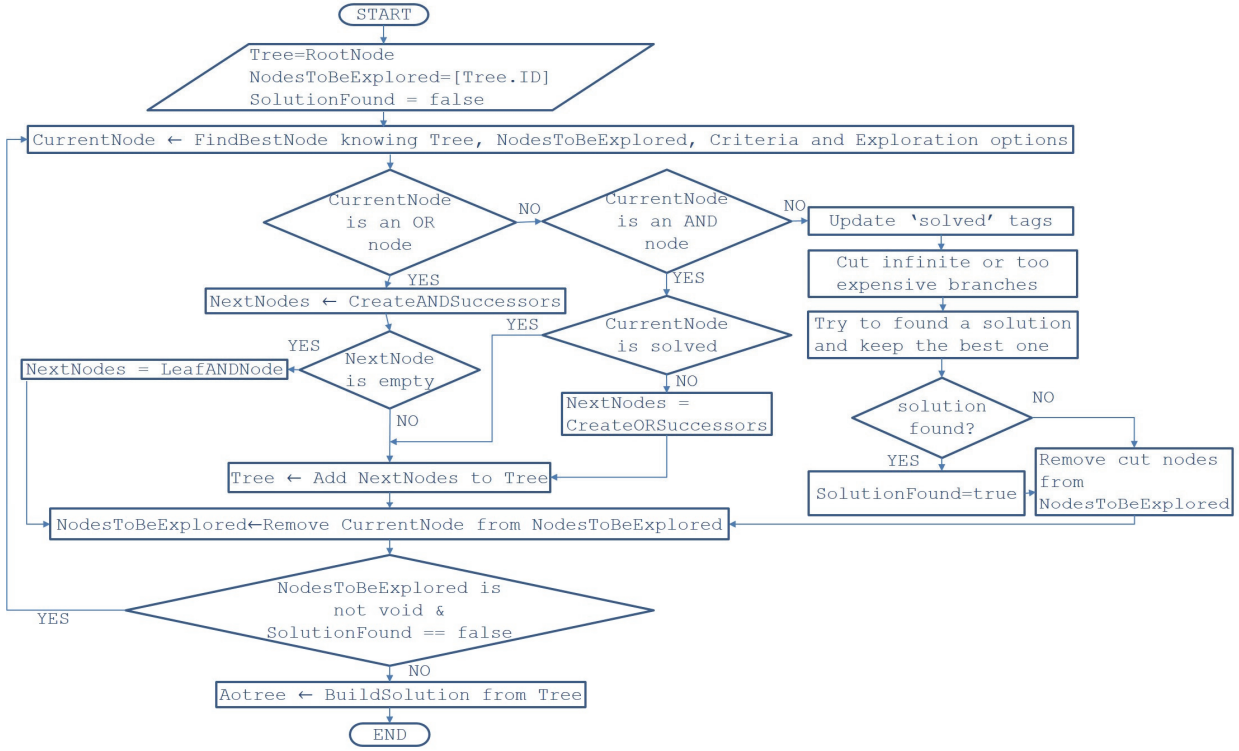 START
Tree=RootNode
NodesToBeExplored=[Tree.ID]
SolutionFound = false
CurrentNode ← FindBestNode knowing Tree, NodesToBeExplored, Criteria and Exploration options
CurrentNode
is an OR
node
NO
CurrentNode
is an AND
node
NO
Update ‘solved’ tags
YES
YES
Cut infinite or too
expensive branches
NextNodes ← CreateANDSuccessors
CurrentNode
is solved
YES
NO
Try to found a solution
and keep the best one
NextNode
is empty
YES
NO
NextNodes = LeafANDNode
NextNodes =
CreateORSuccessors
solution
found?
NO
YES
Tree ← Add NextNodes to Tree
SolutionFound=true
Remove cut nodes
from
NodesToBeExplored
NodesToBeExplored←Remove CurrentNode from NodesToBeExplored
NodesToBeExplored is
not void &
SolutionFound == false
YES
NO
Aotree ← BuildSolution from Tree
END